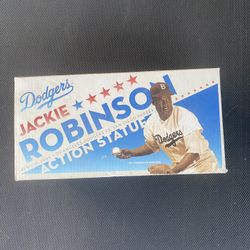 Dodgers
JACKIE
ROBINSON
ACTION STATUE
B
Dodgers